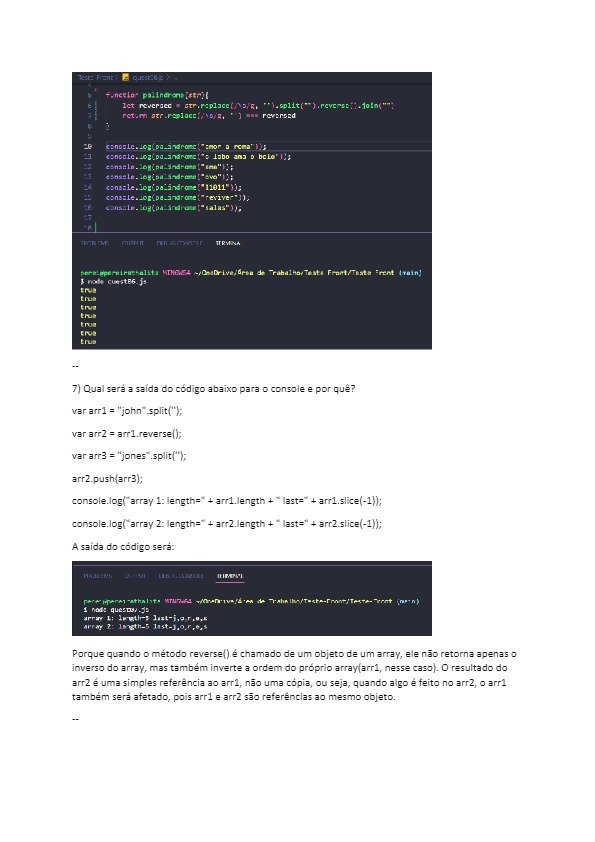 Teste Front > quest06.js > ...
5 function palindrome(str){
6 let reversed = str.replace(/\s/g, "").split("").reverse().join("")
7 return str.replace(/\s/g, "") === reversed
8 }
9
10 console.log(palindrome("amor a roma"));
11 console.log(palindrome("o lobo ama o bolo"));
12 console.log(palindrome("ama"));
13 console.log(palindrome("ovo"));
14 console.log(palindrome("11011"));
15 console.log(palindrome("reviver"));
16 console.log(palindrome("salas"));
17
18
PROBLEMS OUTPUT DEBUG CONSOLE TERMINAL
perei@pereirathalita MINGW64 ~/OneDrive/Área de Trabalho/Teste Front/Teste Front (main)
$ node quest06.js
true
true
true
true
true
true
true
--
7) Qual será a saída do código abaixo para o console e por quê?
var arr1 = "john".split('');
var arr2 = arr1.reverse();
var arr3 = "jones".split('');
arr2.push(arr3);
console.log("array 1: length=" + arr1.length + " last=" + arr1.slice(-1));
console.log("array 2: length=" + arr2.length + " last=" + arr2.slice(-1));
A saída do código será:
PROBLEMS OUTPUT DEBUG CONSOLE TERMINAL
perei@pereirathalita MINGW64 ~/OneDrive/Área de Trabalho/Teste-Front/Teste-Front (main)
$ node quest07.js
array 1: length=5 last=j,o,n,e,s
array 2: length=5 last=j,o,n,e,s
Porque quando o método reverse() é chamado de um objeto de um array, ele não retorna apenas o
inverso do array, mas também inverte a ordem do próprio array(arr1, nesse caso). O resultado do
arr2 é uma simples referência ao arr1, não uma cópia, ou seja, quando algo é feito no arr2, o arr1
também será afetado, pois arr1 e arr2 são referências ao mesmo objeto.
--